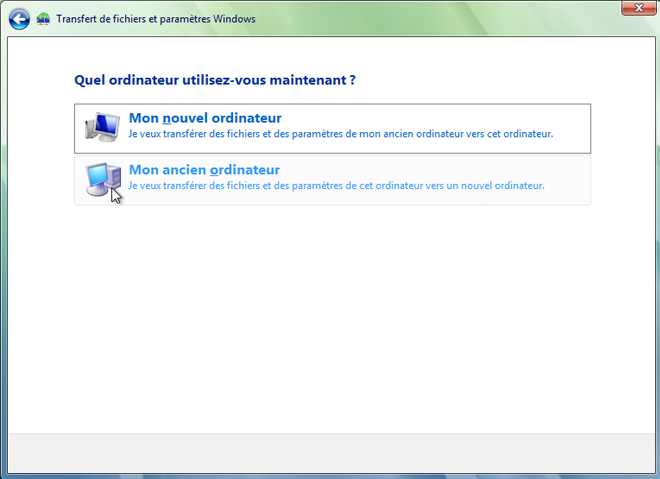 Transfert de fichiers et paramètres Windows
Quel ordinateur utilisez-vous maintenant ?
Mon nouvel ordinateur
Je veux transférer des fichiers et des paramètres de mon ancien ordinateur vers cet ordinateur.
Mon ancien ordinateur
Je veux transférer des fichiers et des paramètres de cet ordinateur vers un nouvel ordinateur.